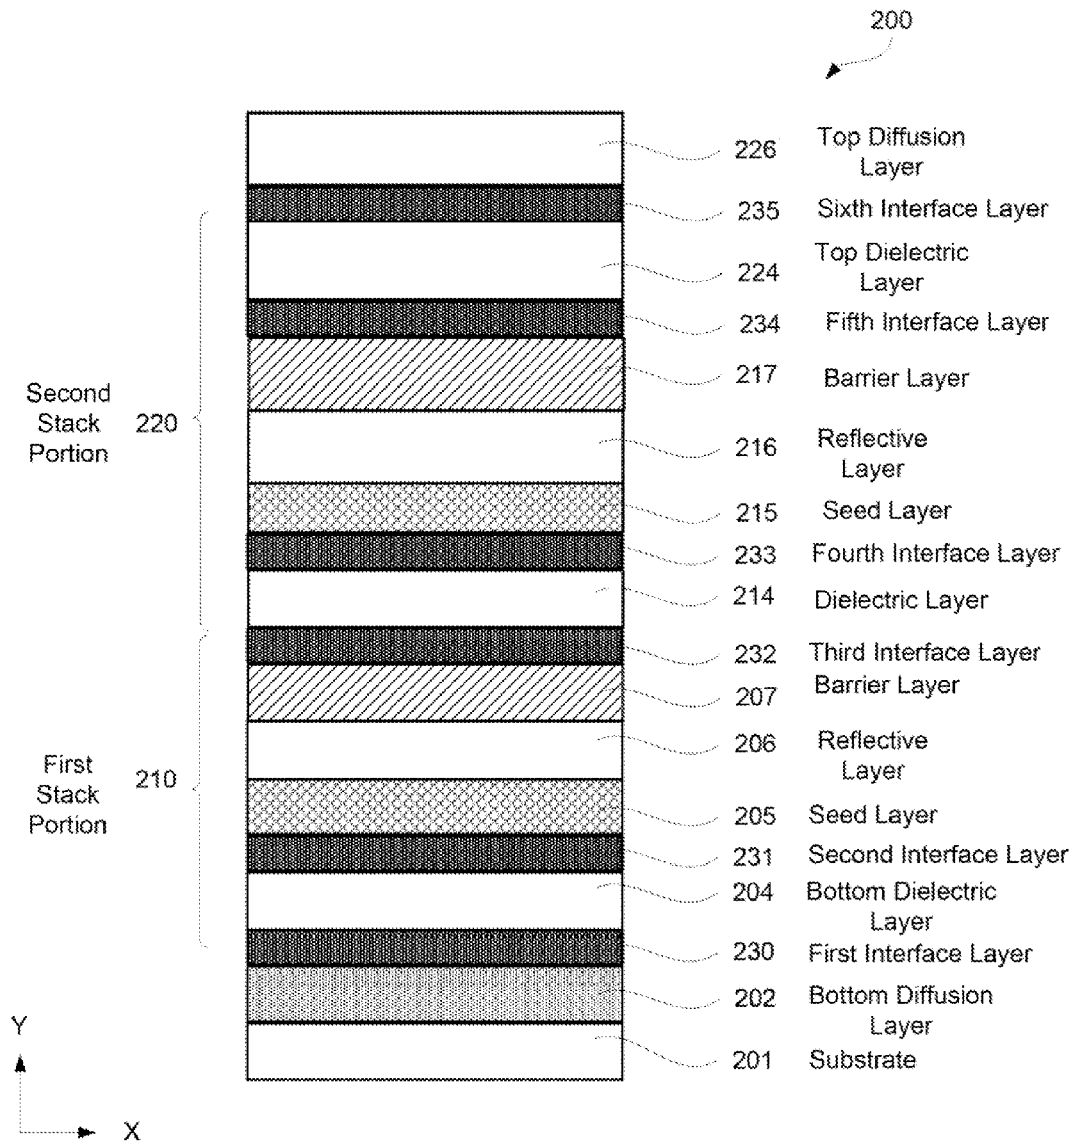 200
226 Top Diffusion
Layer
235 Sixth Interface Layer
224 Top Dielectric
Layer
234 Fifth Interface Layer
217 Barrier Layer
Second
Stack
Portion
220
216 Reflective
Layer
215 Seed Layer
233 Fourth Interface Layer
214 Dielectric Layer
232 Third Interface Layer
207 Barrier Layer
206 Reflective
Layer
First
Stack
Portion
210
205 Seed Layer
231 Second Interface Layer
204 Bottom Dielectric
Layer
230 First Interface Layer
202 Bottom Diffusion
Layer
201 Substrate
Y
X